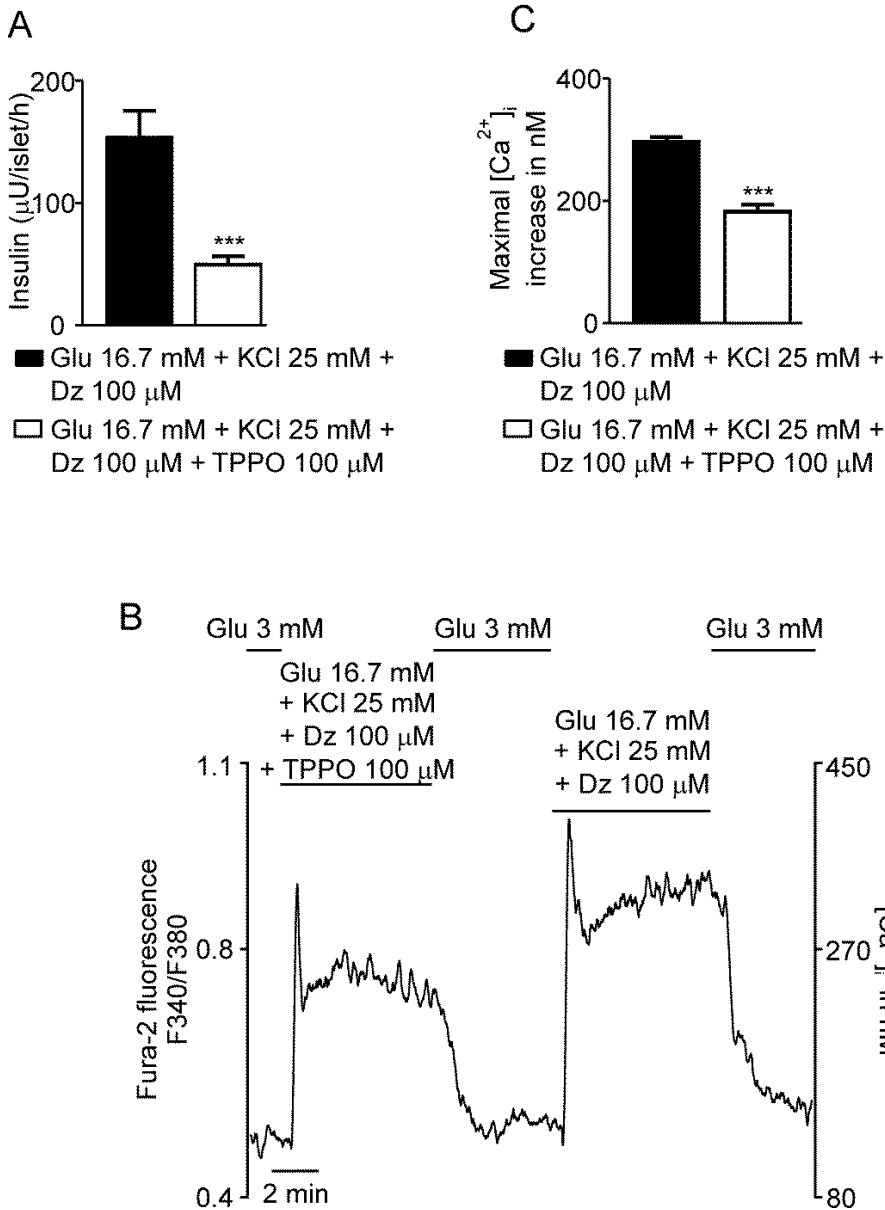 A
Insulin (μU/islet/h)
200
100
0
***
Glu 16.7 mM + KCl 25 mM +
Dz 100 μM
Glu 16.7 mM + KCl 25 mM +
Dz 100 μM + TPPO 100 μM
C
Maximal [Ca2+]i
increase in nM
400
200
0
***
Glu 16.7 mM + KCl 25 mM +
Dz 100 μM
Glu 16.7 mM + KCl 25 mM +
Dz 100 μM + TPPO 100 μM
B
Glu 3 mM
Glu 3 mM
Glu 3 mM
Glu 16.7 mM
+ KCl 25 mM
+ Dz 100 μM
+ TPPO 100 μM
Glu 16.7 mM
+ KCl 25 mM
+ Dz 100 μM
Fura-2 fluorescence
F340/F380
1.1
0.8
0.4
450
270
80
2 min